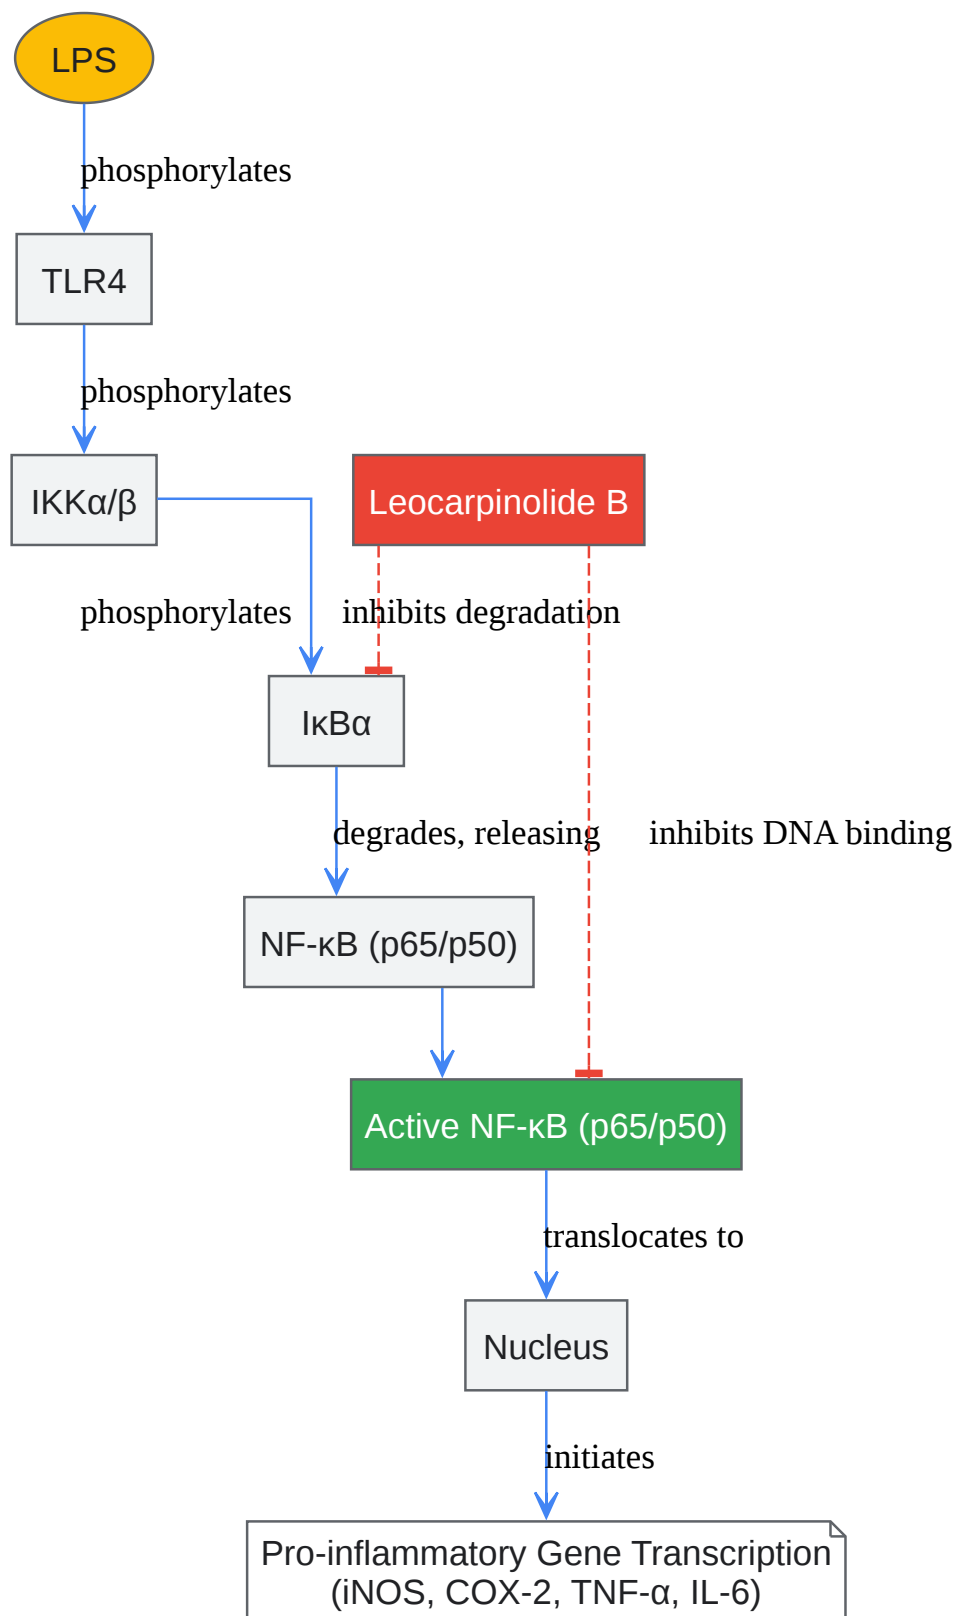 LPS
phosphorylates
TLR4
phosphorylates
IKKα/β
Leocarpinolide B
phosphorylates
inhibits degradation
IκBα
degrades, releasing
inhibits DNA binding
NF-κB (p65/p50)
Active NF-κB (p65/p50)
translocates to
Nucleus
initiates
Pro-inflammatory Gene Transcription
(iNOS, COX-2, TNF-α, IL-6)